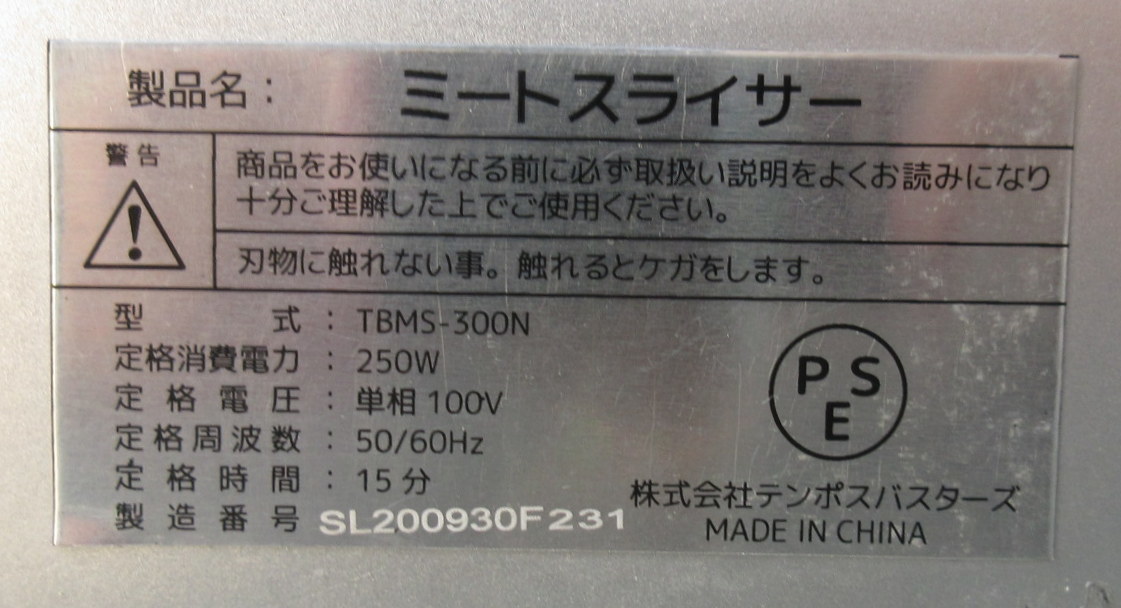 製品名： ミートスライサー
警告
商品をお使いになる前に必ず取扱い説明をよくお読みになり
十分ご理解した上でご使用ください。
刃物に触れない事。触れるとケガをします。
型式：TBMS-300N
定格消費電力：250W
定格電圧：単相 100V
定格周波数：50/60Hz
定格時間：15 分
製造番号 SL200930F231
PSE
株式会社テンポスバスターズ
MADE IN CHINA